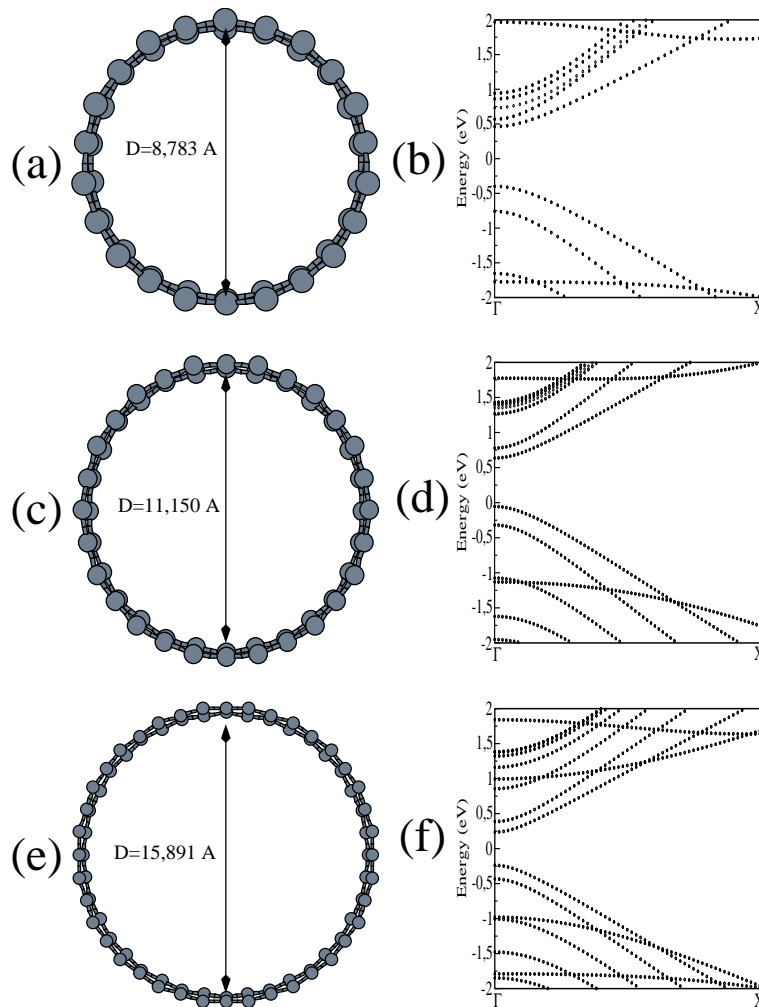 (a)
D=8,783 A
(b)
Energy (eV)
2
1.5
1
0.5
0
-0.5
-1
-1.5
-2
Γ
X
(c)
D=11,150 A
(d)
Energy (eV)
2
1.5
1
0.5
0
-0.5
-1
-1.5
-2
Γ
X
(e)
D=15,891 A
(f)
Energy (eV)
2
1.5
1
0.5
0
-0.5
-1
-1.5
-2
Γ
X